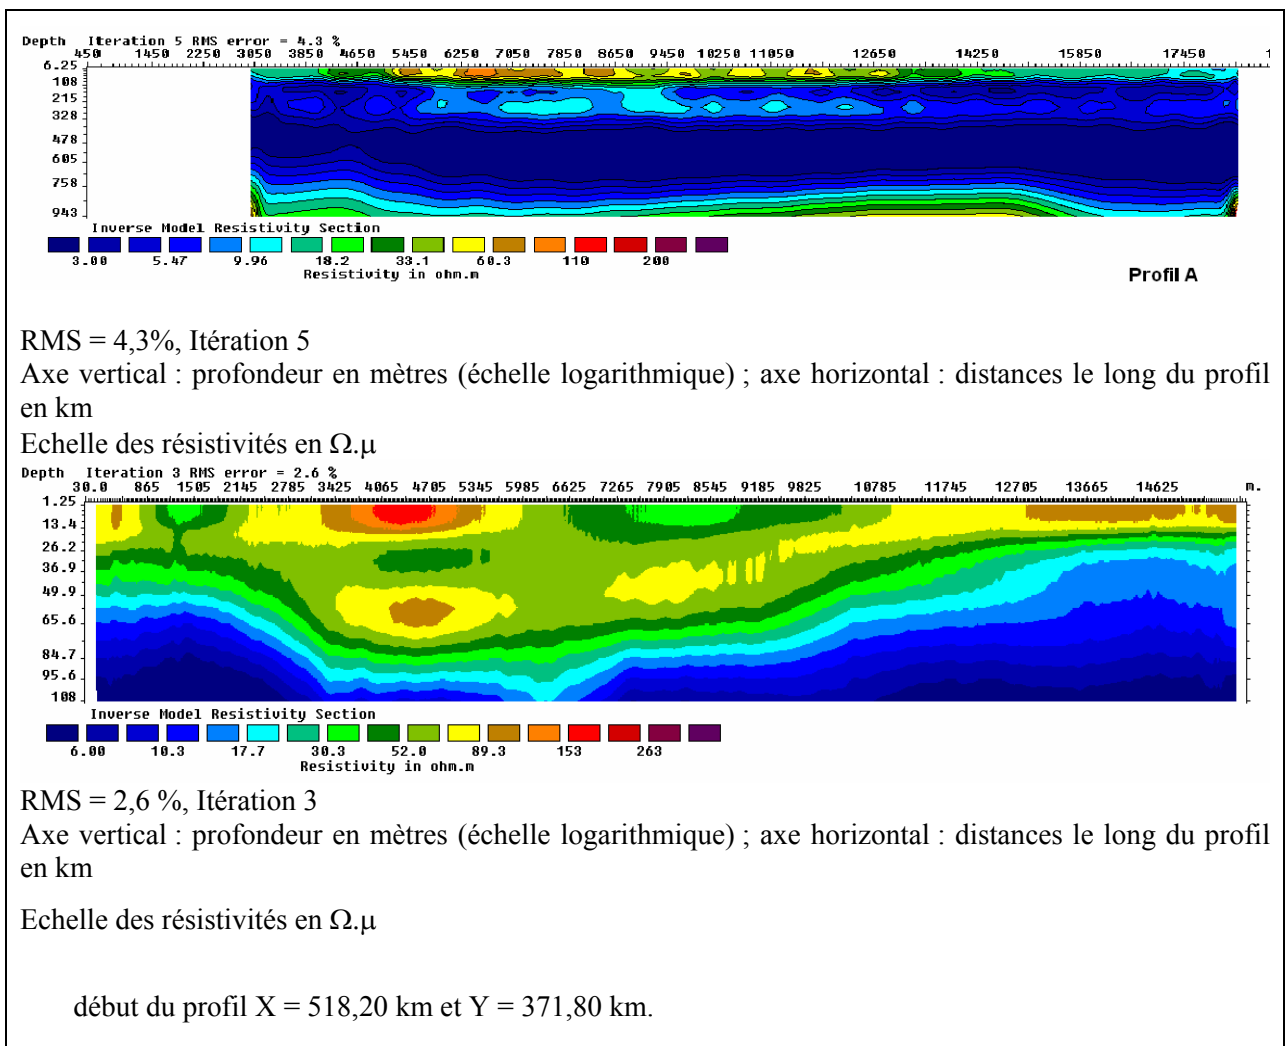 Depth Iteration 5 RMS error = 4.3 %
450 1450 2250 3050 3850 4650 5450 6250 7050 7850 8650 9450 10250 11050 12650 14250 15850 17450 1
6.25
108
215
328
478
605
758
943
Inverse Model Resistivity Section
3.00 5.47 9.96 18.2 33.1 60.3 110 200
Resistivity in ohm.m
Profil A
RMS = 4,3%, Itération 5
Axe vertical : profondeur en mètres (échelle logarithmique) ; axe horizontal : distances le long du profil
en km
Echelle des résistivités en Ω.μ
Depth Iteration 3 RMS error = 2.6 %
30.0 865 1505 2145 2785 3425 4065 4705 5345 5985 6625 7265 7905 8545 9185 9825 10785 11745 12705 13665 14625 m.
1.25
13.4
26.2
36.9
49.9
65.6
84.7
95.6
108
Inverse Model Resistivity Section
6.00 10.3 17.7 30.3 52.0 89.3 153 263
Resistivity in ohm.m
RMS = 2,6 %, Itération 3
Axe vertical : profondeur en mètres (échelle logarithmique) ; axe horizontal : distances le long du profil
en km
Echelle des résistivités en Ω.μ
début du profil X = 518,20 km et Y = 371,80 km.